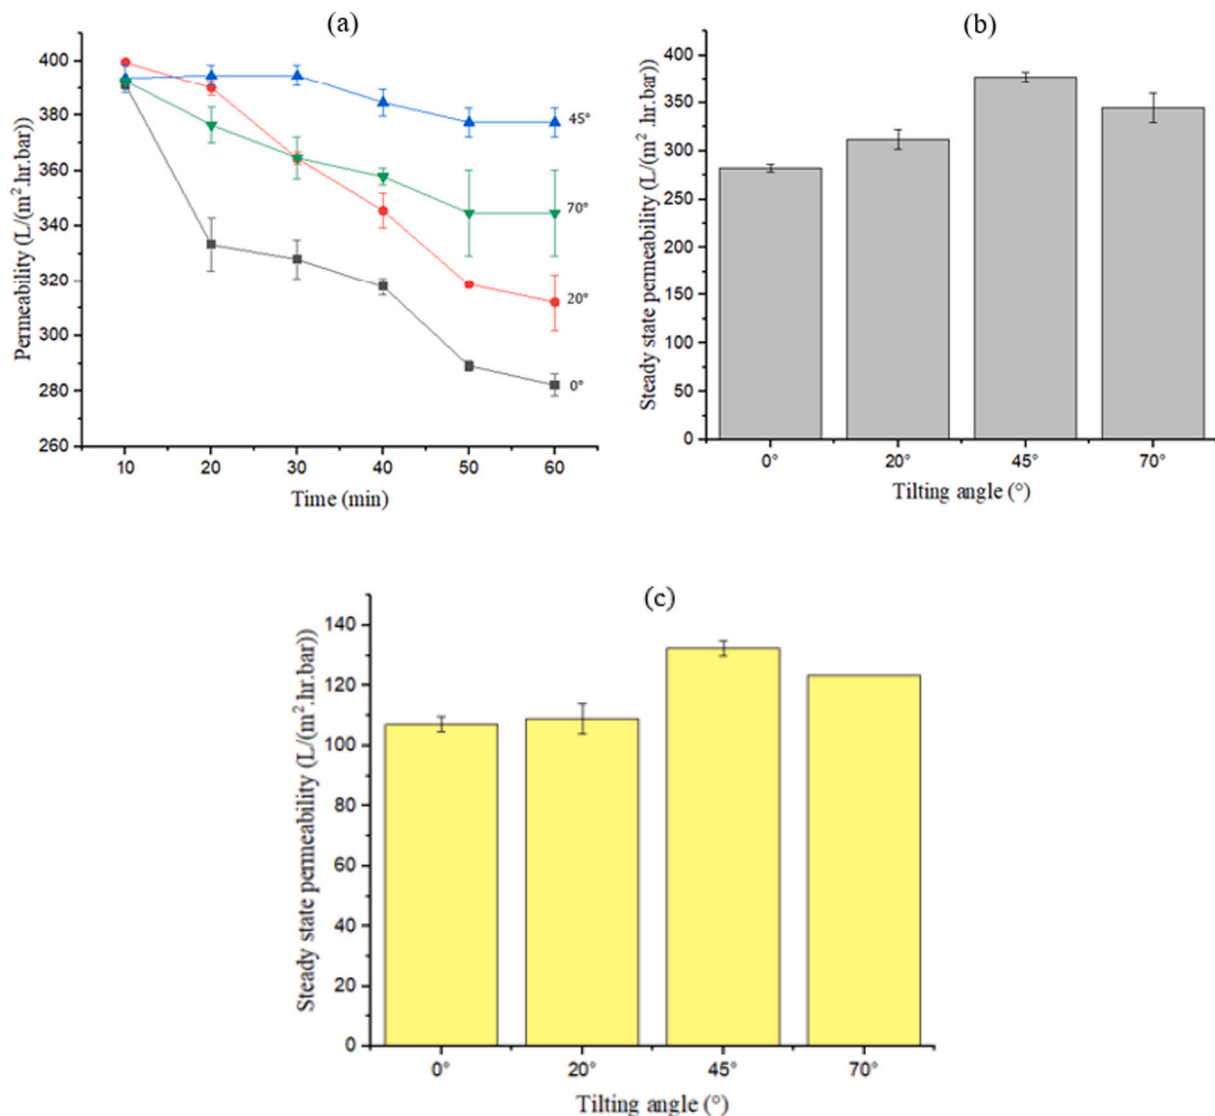 (a)
Permeability (L/(m².hr.bar))
400
380
360
340
320
300
280
260
45°
70°
20°
0°
10 20 30 40 50 60
Time (min)
(b)
Steady state permeability (L/(m² .hr.bar))
400
350
300
250
200
150
100
50
0
0° 20° 45° 70°
Tilting angle (°)
(c)
Steady state permeability (L/(m².hr.bar))
140
120
100
80
60
40
20
0
0° 20° 45° 70°
Tilting angle (°)